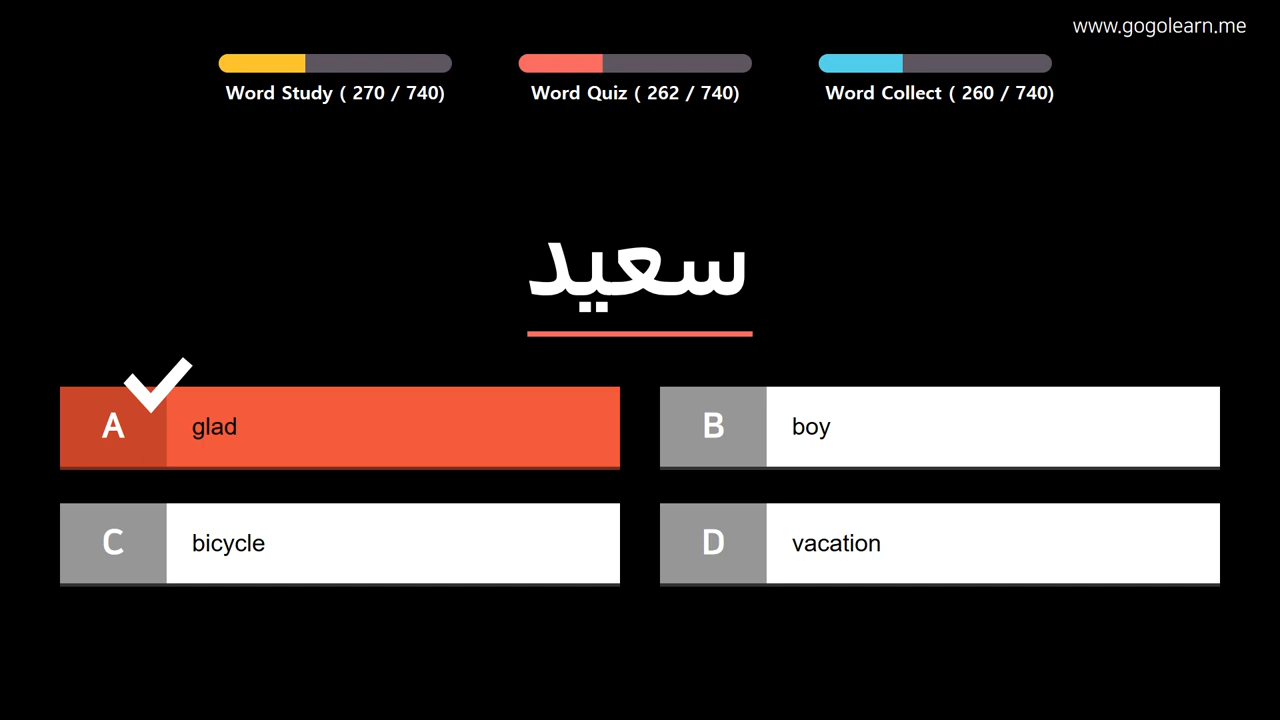 www.gogolearn.me
Word Study ( 270 / 740)
Word Quiz ( 262 / 740)
Word Collect ( 260 / 740)
سعيد
A glad
B boy
C bicycle
D vacation